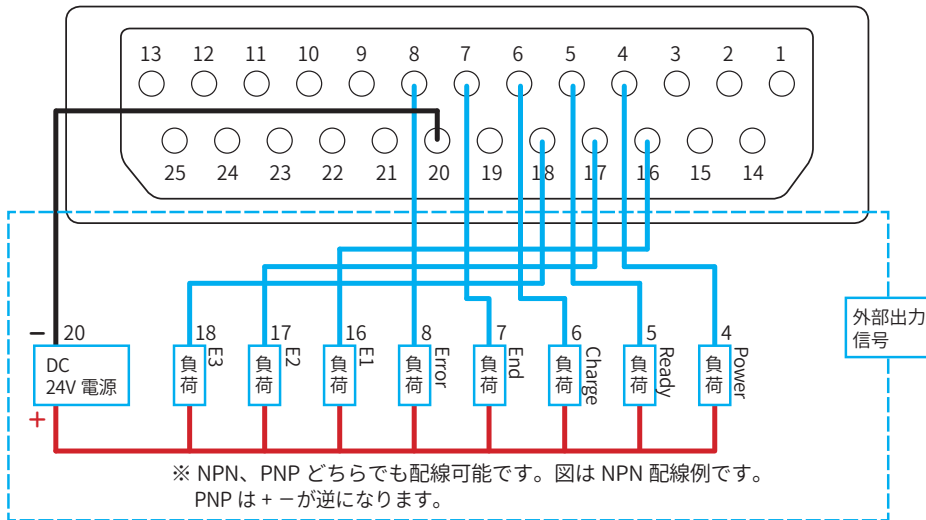 13 12 11 10 9 8 7 6 5 4 3 2 1
25 24 23 22 21 20 19 18 17 16 15 14
外部出力
信号
− 20 18 17 16 8 7 6 5 4
DC
24V 電源
+
負荷 E3
負荷 E2
負荷 E1
負荷 Error
負荷 End
負荷 Charge
負荷 Ready
負荷 Power
※ NPN、PNP どちらでも配線可能です。図は NPN 配線例です。
PNP は + −が逆になります。